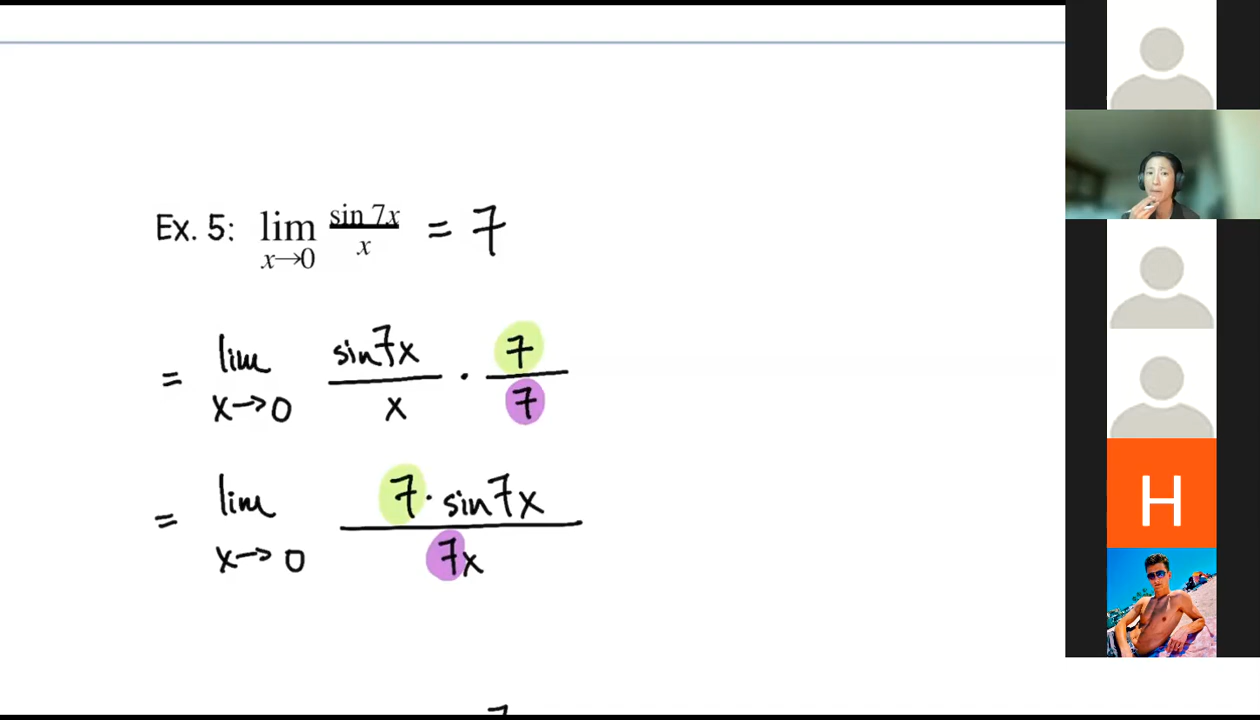 Ex. 5: lim x→0 sin 7x / x = 7
= lim x→0 sin7x / x · 7 / 7
= lim x→0 7 · sin7x / 7x
H